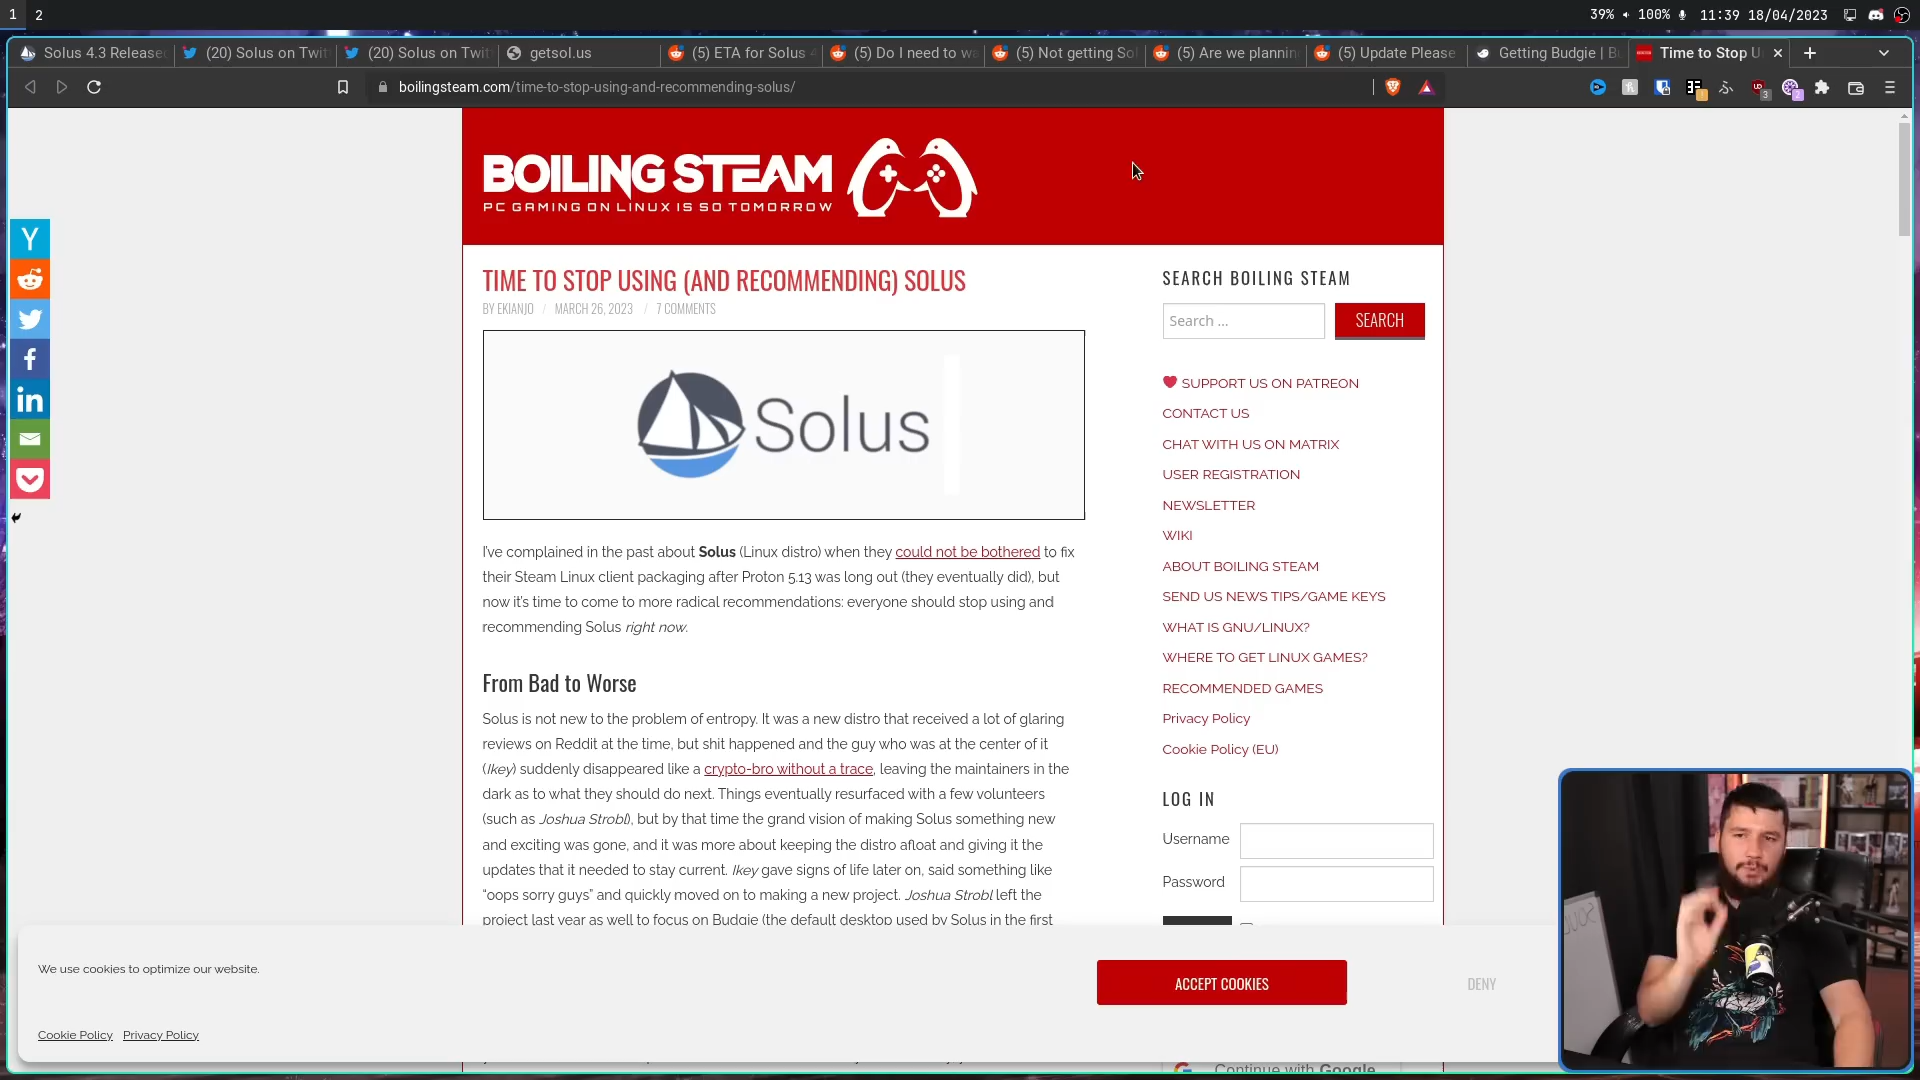 1 2
39% 100% 11:39 18/04/2023
Solus 4.3 Released (20) Solus on Twit (20) Solus on Twit getsol.us (5) ETA for Solus 4 (5) Do I need to wa (5) Not getting Sol (5) Are we planning (5) Update Please Getting Budgie | B Time to Stop U
boilingsteam.com/time-to-stop-using-and-recommending-solus/
BOILING STEAM
PC GAMING ON LINUX IS SO TOMORROW
TIME TO STOP USING (AND RECOMMENDING) SOLUS
BY EKIANJO / MARCH 26, 2023 / 7 COMMENTS
Solus
I've complained in the past about Solus (Linux distro) when they could not be bothered to fix
their Steam Linux client packaging after Proton 5.13 was long out (they eventually did), but
now it's time to come to more radical recommendations: everyone should stop using and
recommending Solus right now.
From Bad to Worse
Solus is not new to the problem of entropy. It was a new distro that received a lot of glaring
reviews on Reddit at the time, but shit happened and the guy who was at the center of it
(Ikey) suddenly disappeared like a crypto-bro without a trace, leaving the maintainers in the
dark as to what they should do next. Things eventually resurfaced with a few volunteers
(such as Joshua Strobl), but by that time the grand vision of making Solus something new
and exciting was gone, and it was more about keeping the distro afloat and giving it the
updates that it needed to stay current. Ikey gave signs of life later on, said something like
“oops sorry guys” and quickly moved on to making a new project. Joshua Strobl left the
project last year as well to focus on Budgie (the default desktop used by Solus in the first
SEARCH BOILING STEAM
Search ...
SEARCH
SUPPORT US ON PATREON
CONTACT US
CHAT WITH US ON MATRIX
USER REGISTRATION
NEWSLETTER
WIKI
ABOUT BOILING STEAM
SEND US NEWS TIPS/GAME KEYS
WHAT IS GNU/LINUX?
WHERE TO GET LINUX GAMES?
RECOMMENDED GAMES
Privacy Policy
Cookie Policy (EU)
LOG IN
Username
Password
We use cookies to optimize our website.
ACCEPT COOKIES
DENY
Cookie Policy Privacy Policy
Continue with Google